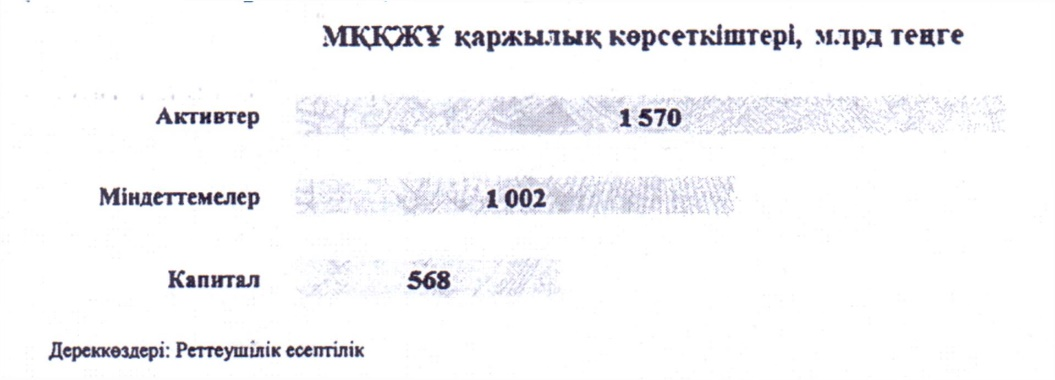 МҚҚЖҰ қаржылық көрсеткіштері, млрд теңге
Активтер
1 570
Міндеттемелер
1 002
Капитал
568
Дереккөздері: Реттеушілік есептілік